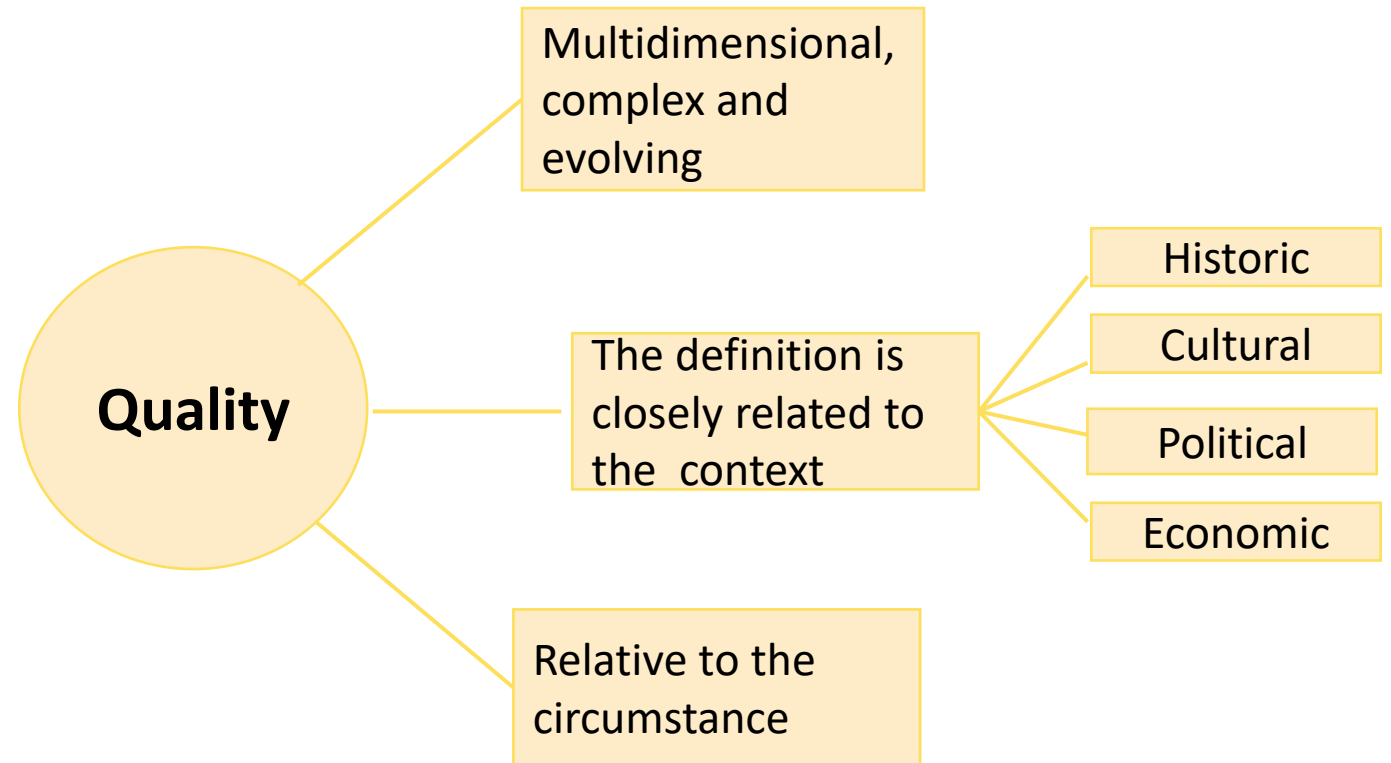 Multidimensional,
complex and
evolving
Quality
The definition is
closely related to
the  context
Historic
Cultural
Political
Economic
Relative to the
circumstance